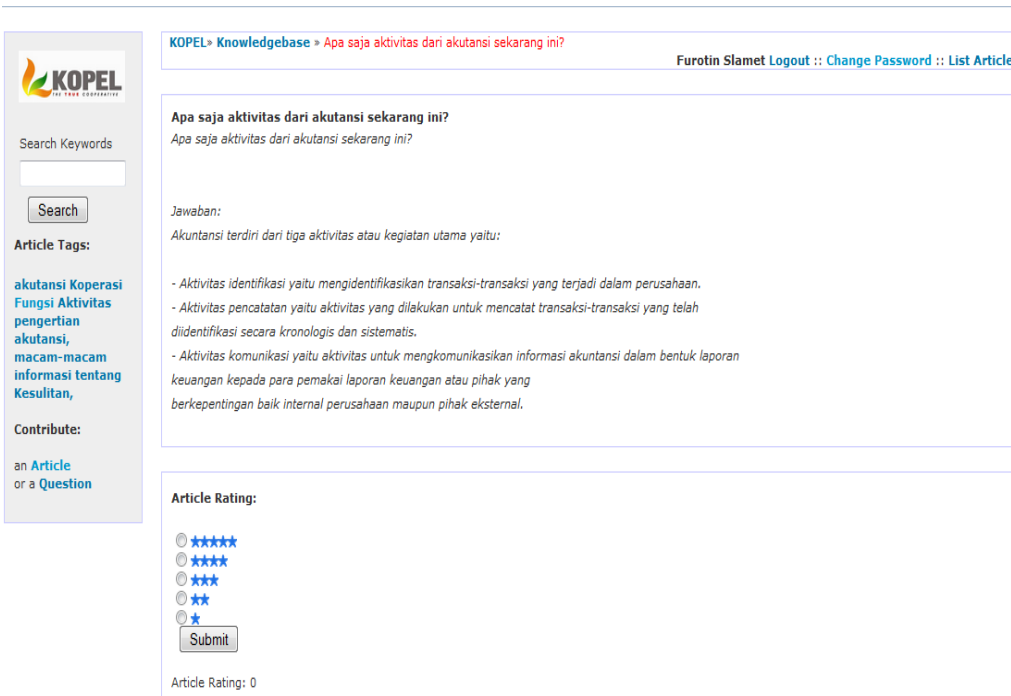 KOPEL
THE TRUE COOPERATIVE
Search Keywords
Search
Article Tags:
akutansi Koperasi
Fungsi Aktivitas
pengertian
akutansi,
macam-macam
informasi tentang
Kesulitan,
Contribute:
an Article
or a Question
KOPEL» Knowledgebase » Apa saja aktivitas dari akutansi sekarang ini?
Furotin Slamet Logout :: Change Password :: List Article
Apa saja aktivitas dari akutansi sekarang ini?
Apa saja aktivitas dari akutansi sekarang ini?
Jawaban:
Akuntansi terdiri dari tiga aktivitas atau kegiatan utama yaitu:
- Aktivitas identifikasi yaitu mengidentifikasikan transaksi-transaksi yang terjadi dalam perusahaan.
- Aktivitas pencatatan yaitu aktivitas yang dilakukan untuk mencatat transaksi-transaksi yang telah
diidentifikasi secara kronologis dan sistematis.
- Aktivitas komunikasi yaitu aktivitas untuk mengkomunikasikan informasi akuntansi dalam bentuk laporan
keuangan kepada para pemakai laporan keuangan atau pihak yang
berkepentingan baik internal perusahaan maupun pihak eksternal.
Article Rating:
Submit
Article Rating: 0